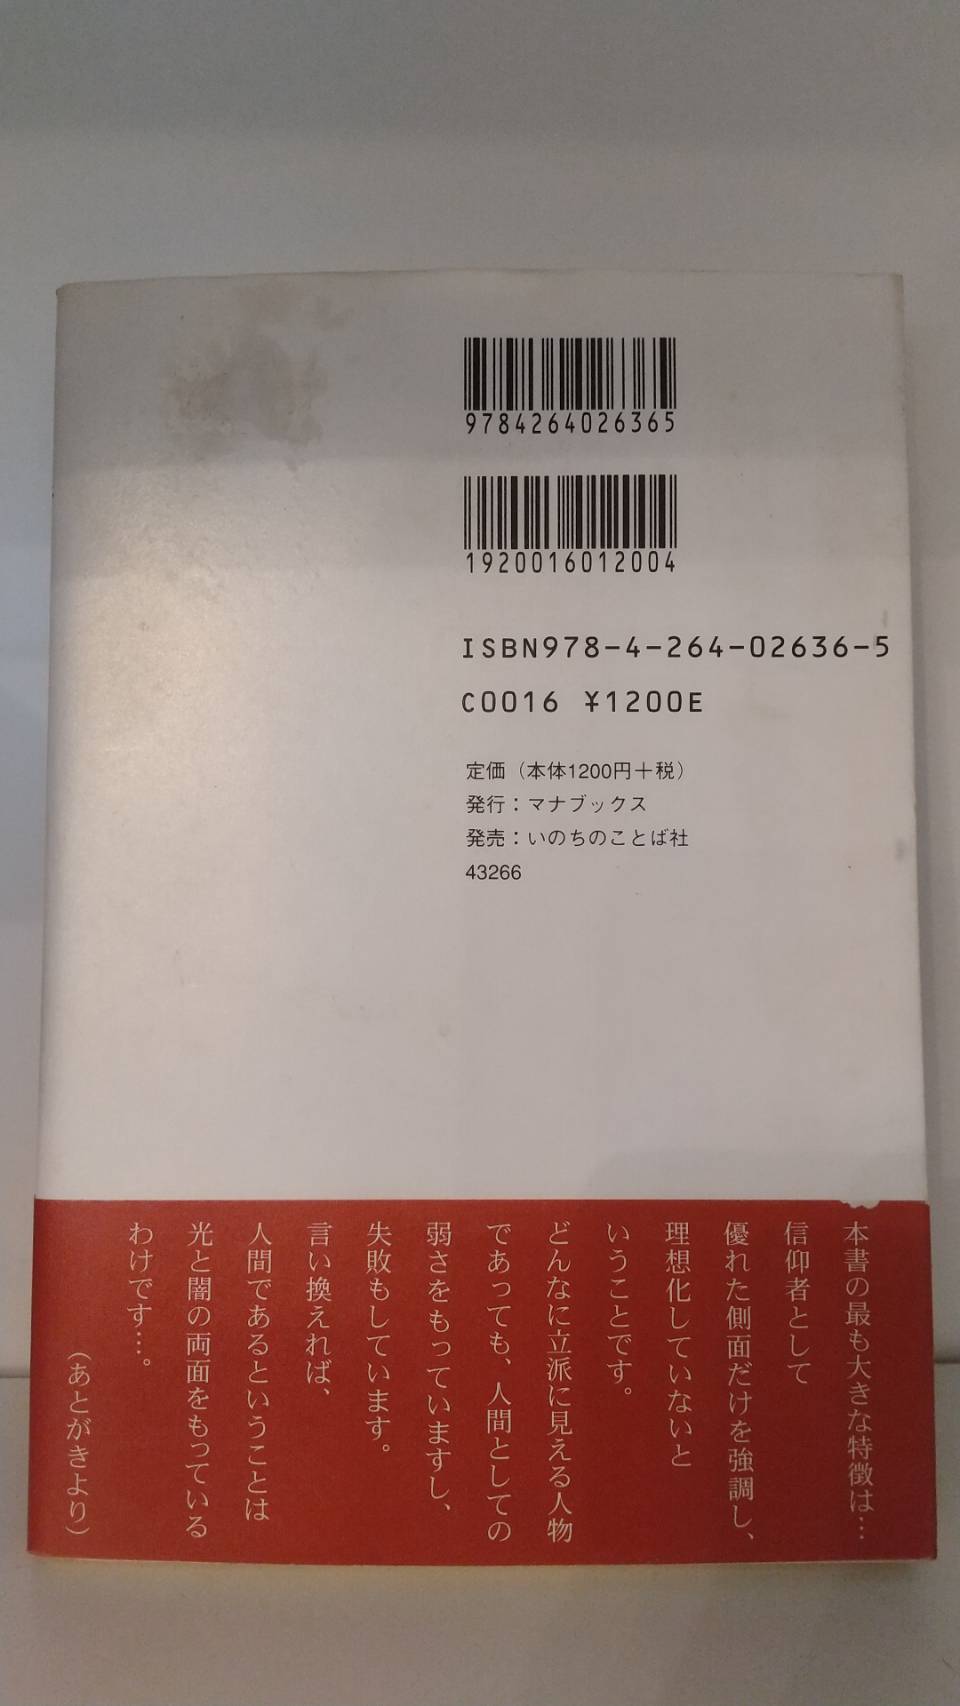 9784264026365
1920016012004
ISBN978-4-264-02636-5
C0016 ¥1200E
定価（本体1200円＋税）
発行：マナブックス
発売：いのちのことば社
43266
本書の最も大きな特徴は…
信仰者として
優れた側面だけを強調し、
理想化していないと
いうことです。
どんなに立派に見える人物
であっても、人間としての
弱さをもっていますし、
失敗もしています。
言い換えれば、
人間であるということは
光と闇の両面をもっている
わけです…。
（あとがきより）